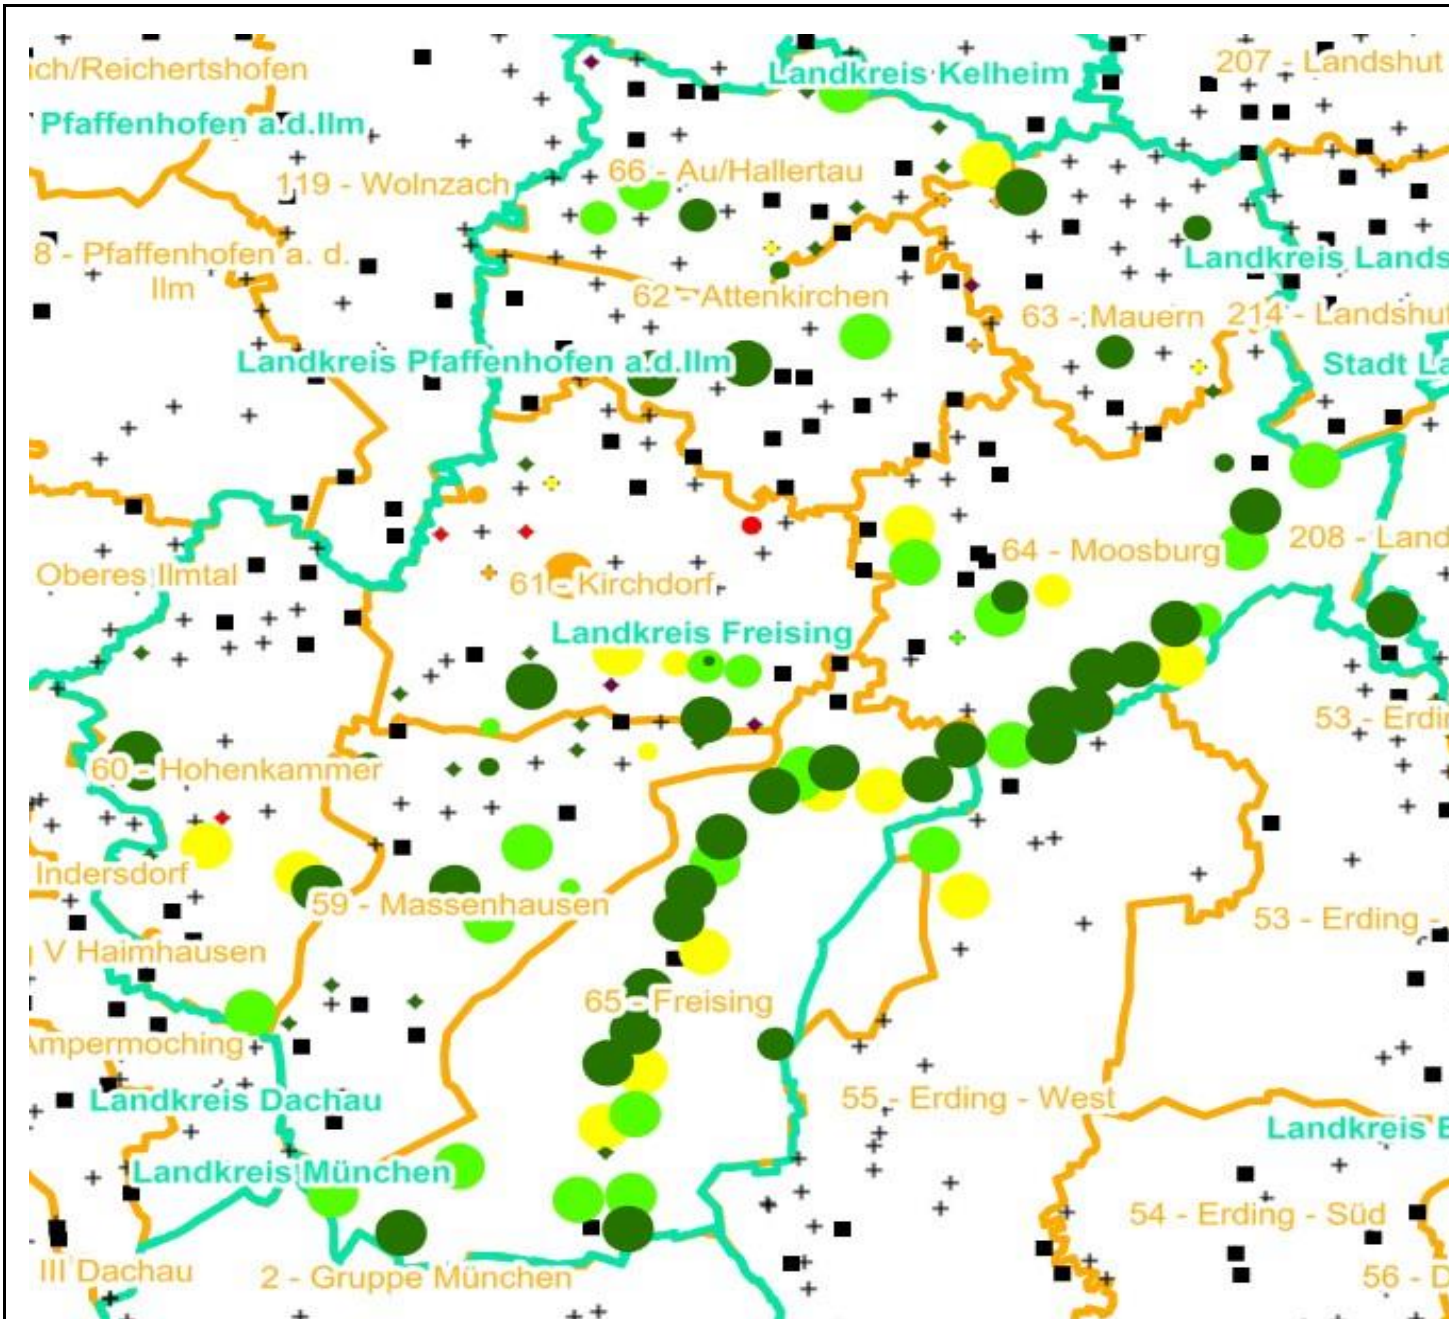 ich/Reichertshofen
Landkreis Kelheim
207 - Landshut
Pfaffenhofen a.d.Ilm
119 - Wolnzach
66 - Au/Hallertau
8 - Pfaffenhofen a. d.
Ilm
Landkreis Lands
62 - Attenkirchen
63 - Mauern
214 - Landshut
Landkreis Pfaffenhofen a.d.Ilm
Stadt La
Oberes Ilmtal
61 - Kirchdorf
64 - Moosburg
208 - Land
Landkreis Freising
53 - Erdi
60 - Hohenkammer
Indersdorf
59 - Massenhausen
53 - Erding -
V Haimhausen
65 - Freising
Ampermoching
Landkreis Dachau
55 - Erding - West
Landkreis E
Landkreis München
54 - Erding - Süd
III Dachau
2 - Gruppe München
56 - D